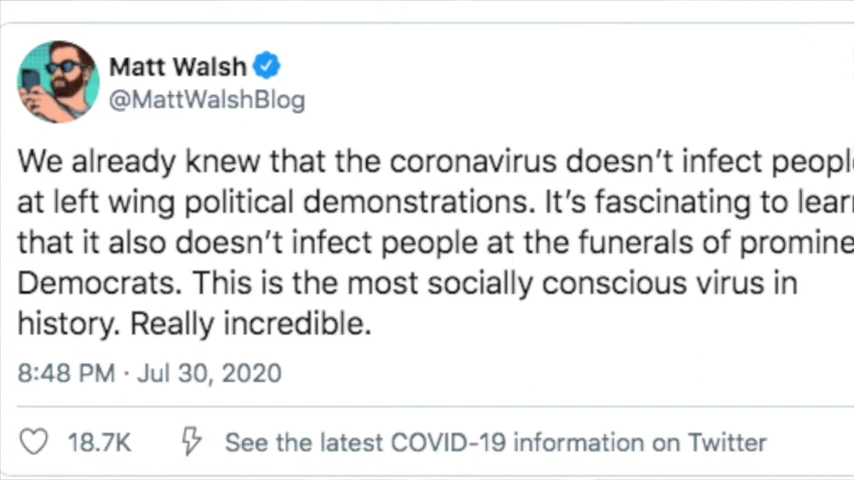 Matt Walsh
@MattWalshBlog
We already knew that the coronavirus doesn't infect peopl
at left wing political demonstrations. It's fascinating to lear
that it also doesn't infect people at the funerals of promine
Democrats. This is the most socially conscious virus in
history. Really incredible.
8:48 PM · Jul 30, 2020
18.7K See the latest COVID-19 information on Twitter